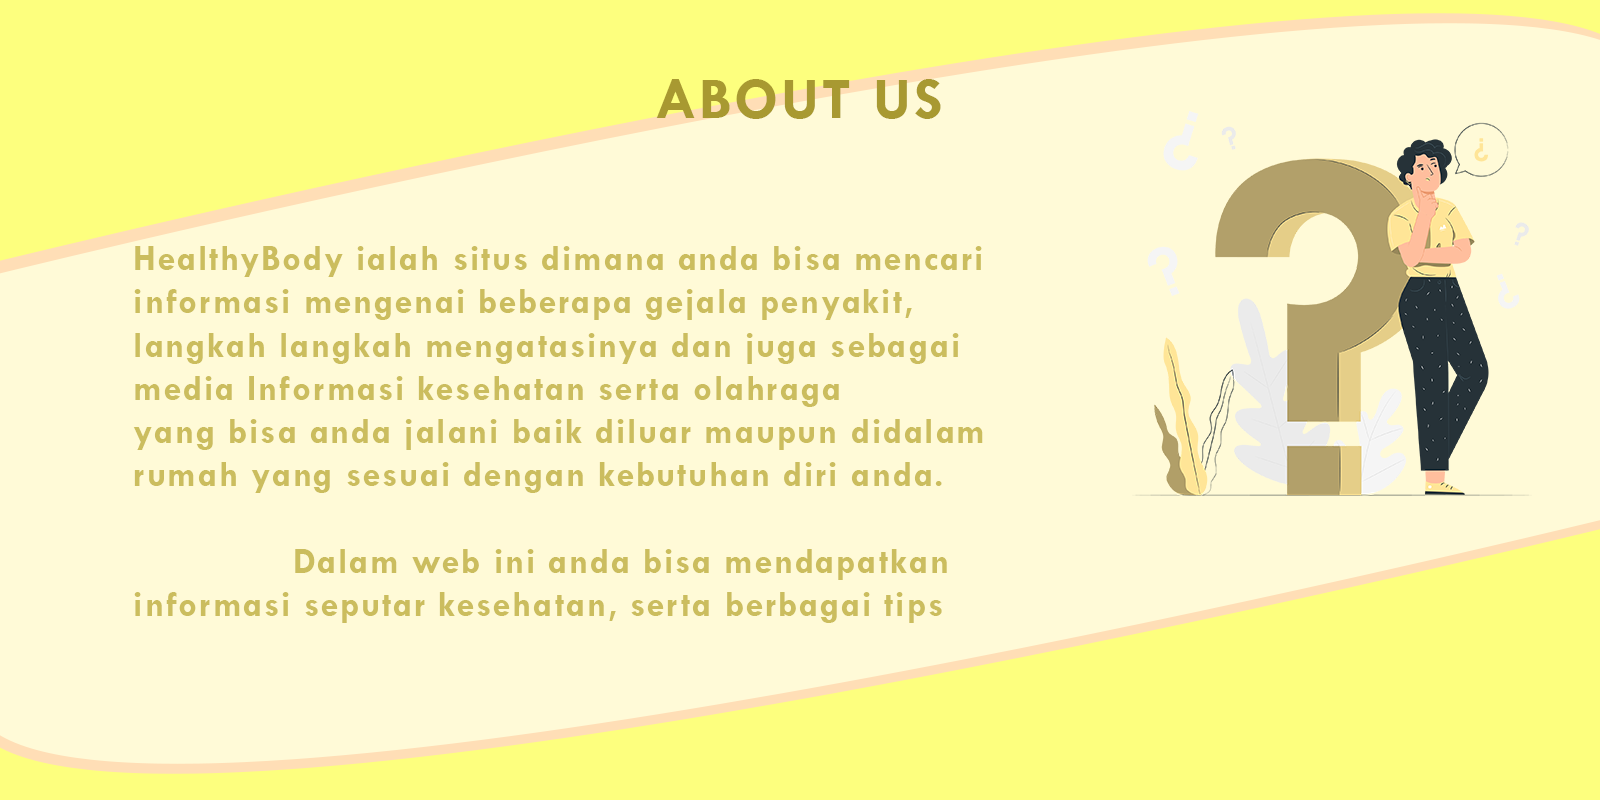 ABOUT US
HealthyBody ialah situs dimana anda bisa mencari
informasi mengenai beberapa gejala penyakit,
langkah langkah mengatasinya dan juga sebagai
media Informasi kesehatan serta olahraga
yang bisa anda jalani baik diluar maupun didalam
rumah yang sesuai dengan kebutuhan diri anda.
Dalam web ini anda bisa mendapatkan
informasi seputar kesehatan, serta berbagai tips